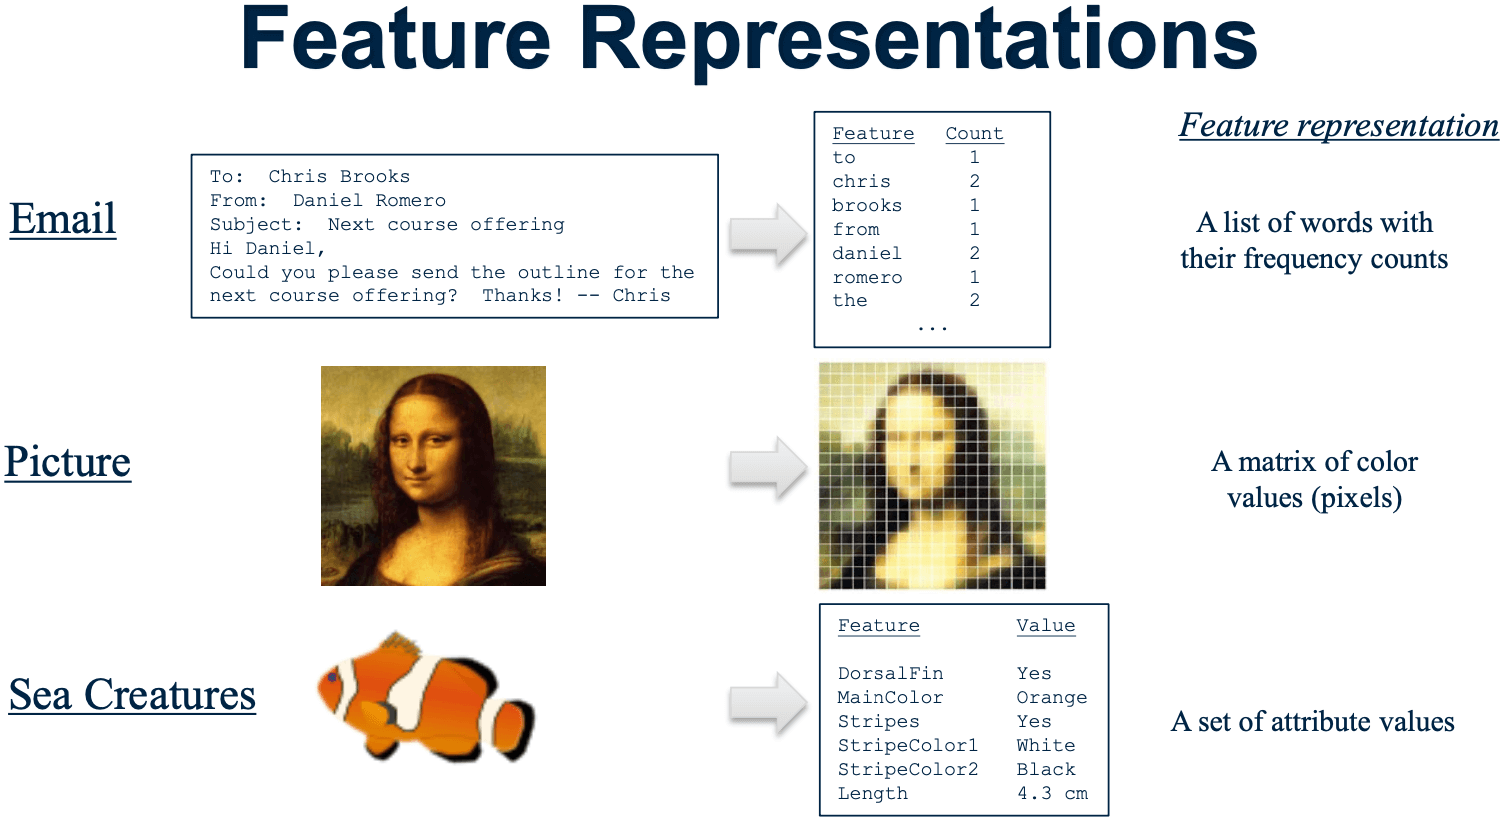 Feature Representations
Feature representation
Email
To:  Chris Brooks
From:  Daniel Romero
Subject:  Next course offering
Hi Daniel,
Could you please send the outline for the
next course offering?  Thanks! -- Chris
Feature Count
to 1
chris 2
brooks 1
from 1
daniel 2
romero 1
the 2
...
A list of words with
their frequency counts
Picture
A matrix of color
values (pixels)
Sea Creatures
Feature Value
DorsalFin Yes
MainColor Orange
Stripes Yes
StripeColor1 White
StripeColor2 Black
Length 4.3 cm
A set of attribute values